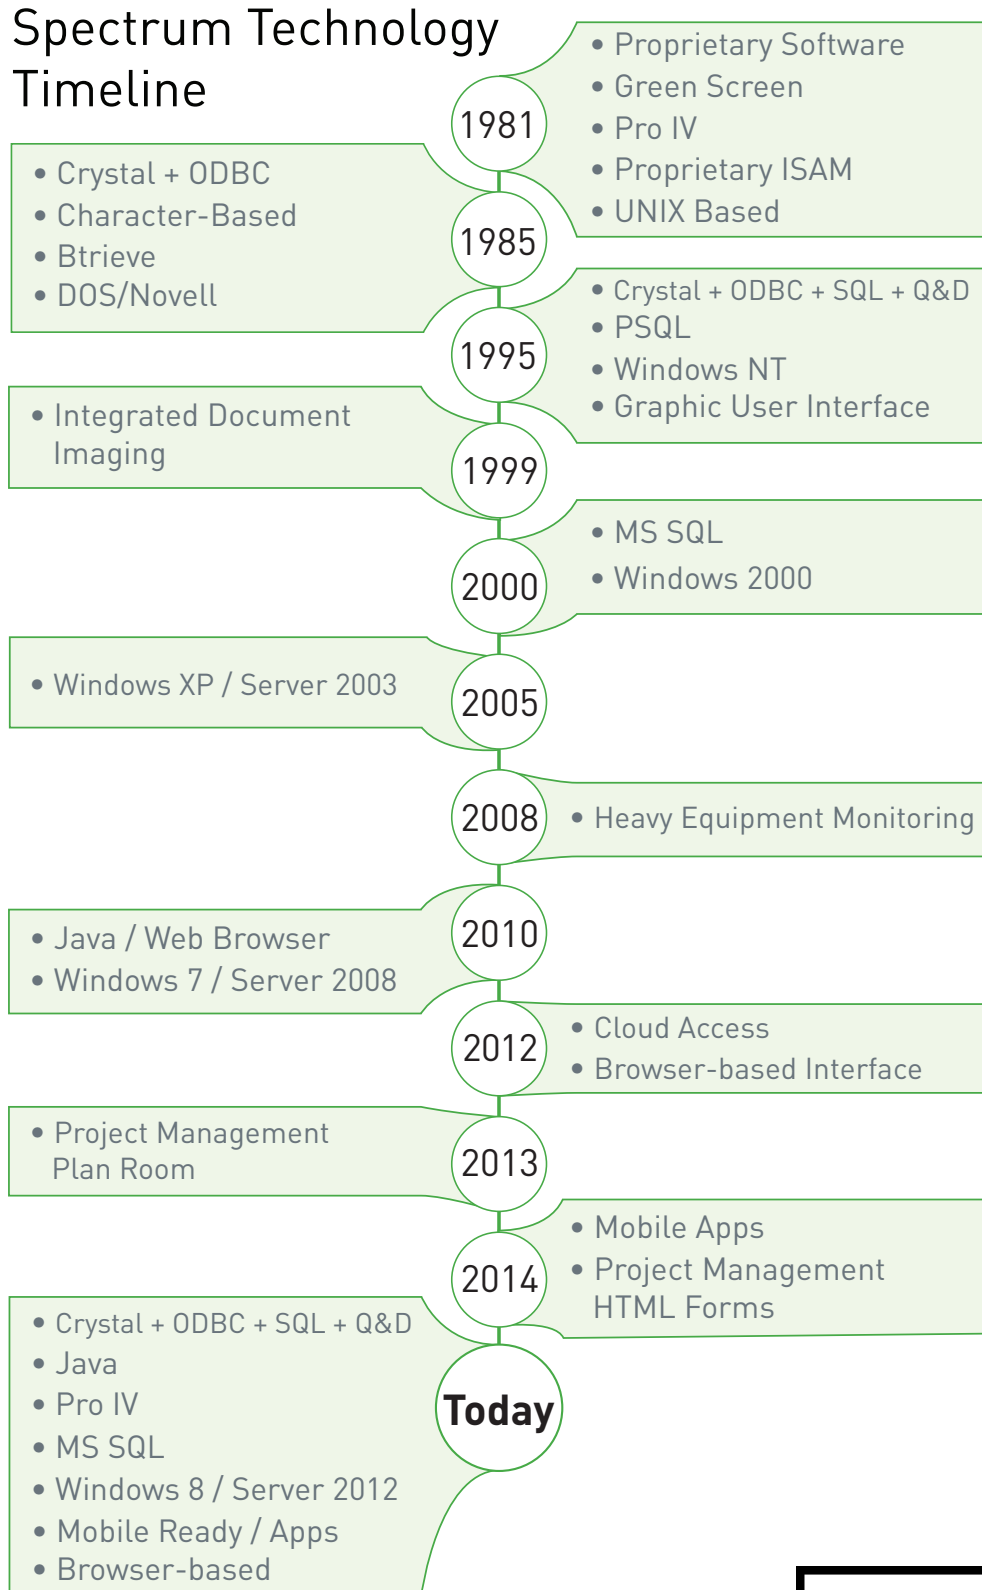 Spectrum Technology
Timeline
1981
• Proprietary Software
• Green Screen
• Pro IV
• Proprietary ISAM
• UNIX Based
1985
• Crystal + ODBC
• Character-Based
• Btrieve
• DOS/Novell
1995
• Crystal + ODBC + SQL + Q&D
• PSQL
• Windows NT
• Graphic User Interface
1999
• Integrated Document
Imaging
2000
• MS SQL
• Windows 2000
2005
• Windows XP / Server 2003
2008
• Heavy Equipment Monitoring
2010
• Java / Web Browser
• Windows 7 / Server 2008
2012
• Cloud Access
• Browser-based Interface
2013
• Project Management
Plan Room
2014
• Mobile Apps
• Project Management
HTML Forms
Today
• Crystal + ODBC + SQL + Q&D
• Java
• Pro IV
• MS SQL
• Windows 8 / Server 2012
• Mobile Ready / Apps
• Browser-based